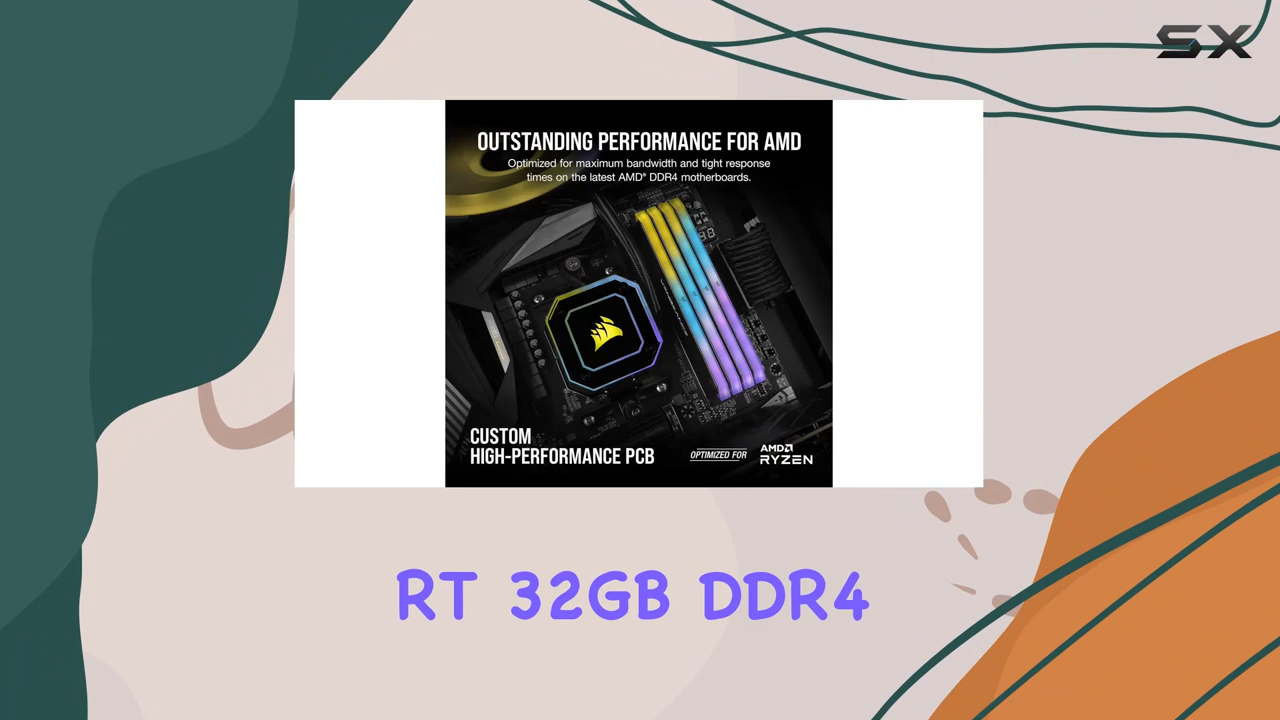 SX
OUTSTANDING PERFORMANCE FOR AMD
Optimized for maximum bandwidth and tight response
times on the latest AMD® DDR4 motherboards.
CUSTOM
HIGH-PERFORMANCE PCB
OPTIMIZED FOR
AMD
RYZEN
RT 32GB DDR4